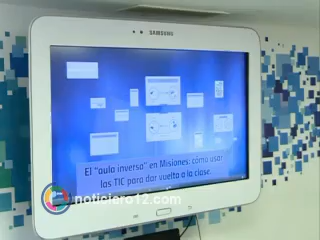 SAMSUNG
El "aula inversa" en Misiones: cómo usar
las TIC para dar vuelta a la clase.
noticiero12.com